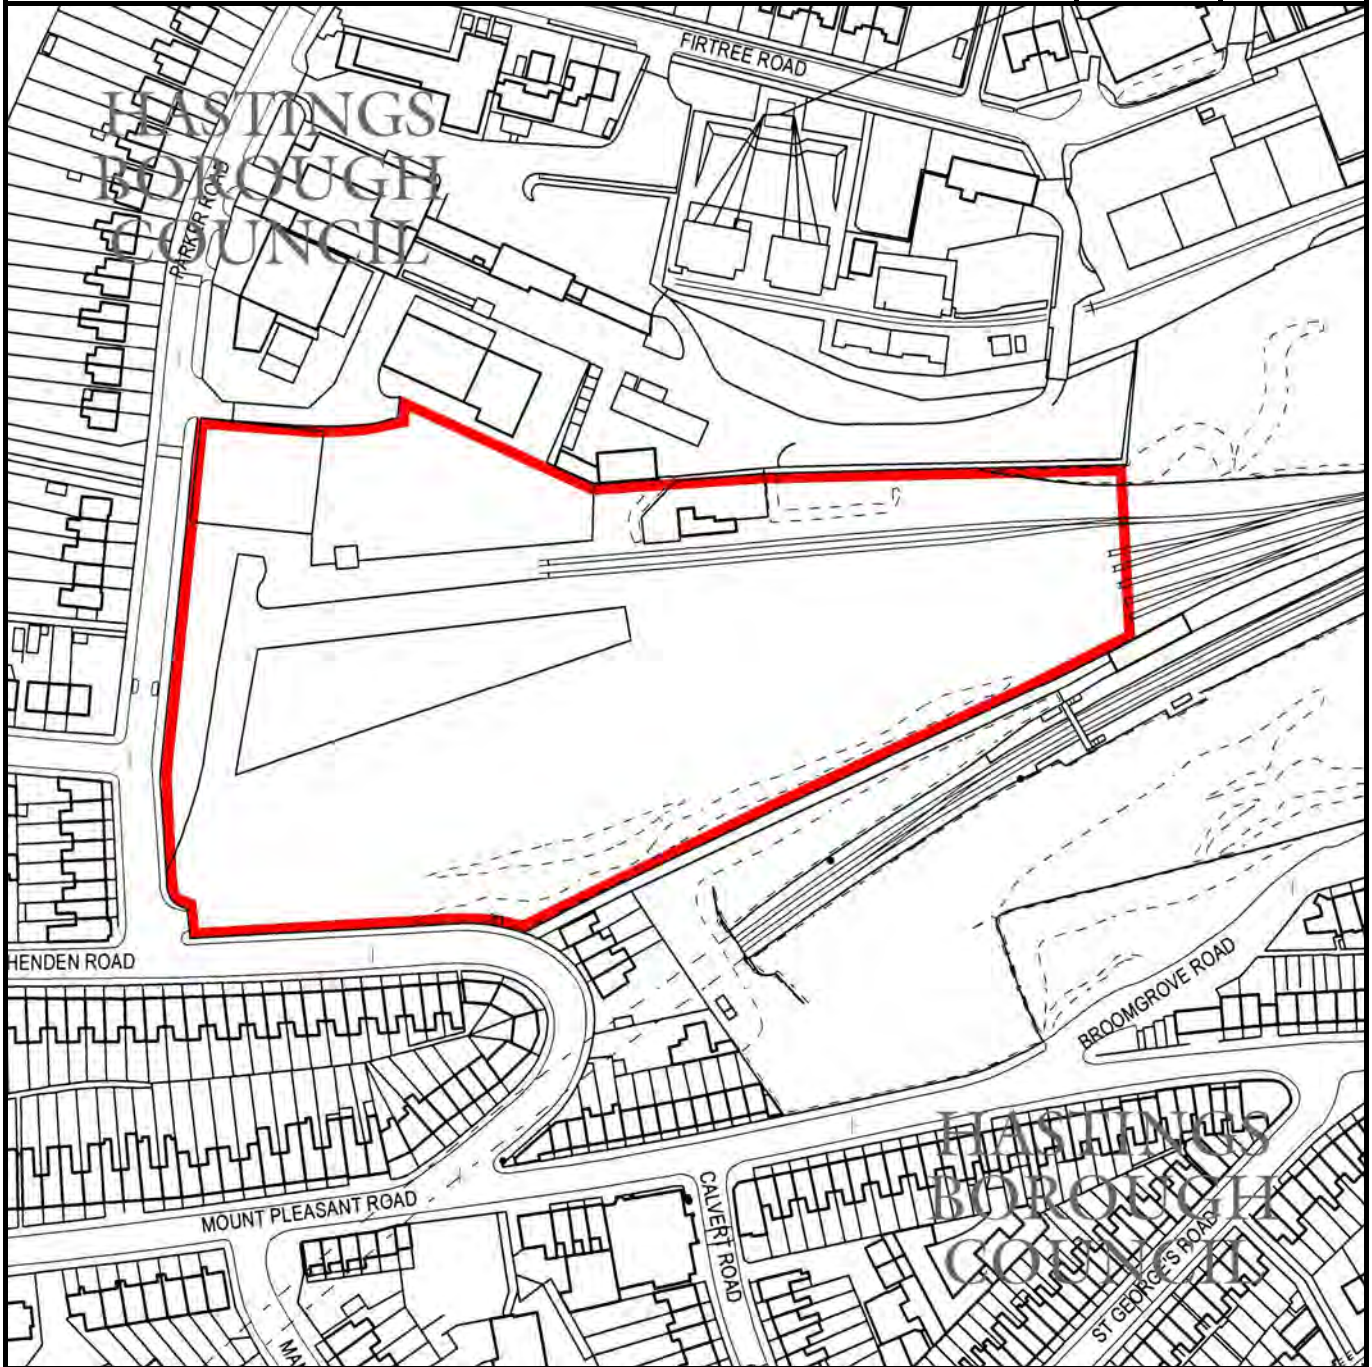 FIRTREE ROAD
HASTINGS
BOROUGH
COUNCIL
PARKER ROAD
HENDEN ROAD
BROOMGROVE ROAD
MOUNT PLEASANT ROAD
CALVERT ROAD
HASTINGS
BOROUGH
COUNCIL
ST GEORGE'S ROAD